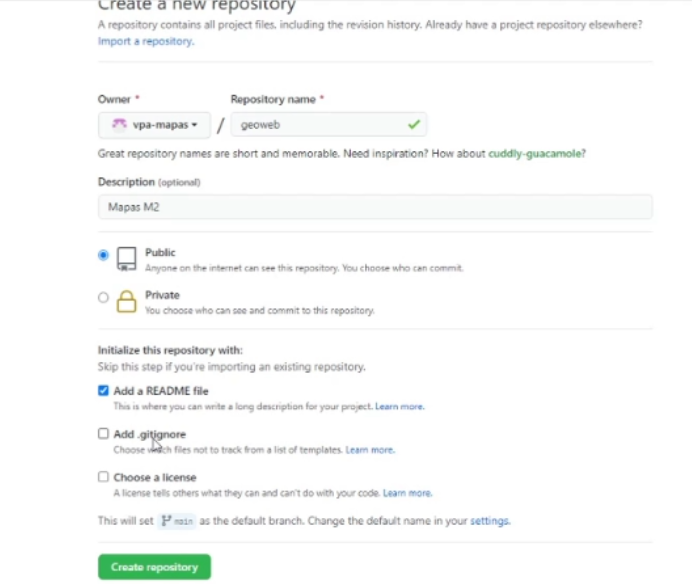 Create a new repository
A repository contains all project files, including the revision history. Already have a project repository elsewhere?
Import a repository.
Owner * Repository name *
vpa-mapas / geoweb
Great repository names are short and memorable. Need inspiration? How about cuddly-guacamole?
Description (optional)
Mapas M2
Public
Anyone on the internet can see this repository. You choose who can commit.
Private
You choose who can see and commit to this repository.
Initialize this repository with:
Skip this step if you're importing an existing repository.
Add a README file
This is where you can write a long description for your project. Learn more.
Add .gitignore
Choose which files not to track from a list of templates. Learn more.
Choose a license
A license tells others what they can and can't do with your code. Learn more.
This will set main as the default branch. Change the default name in your settings.
Create repository